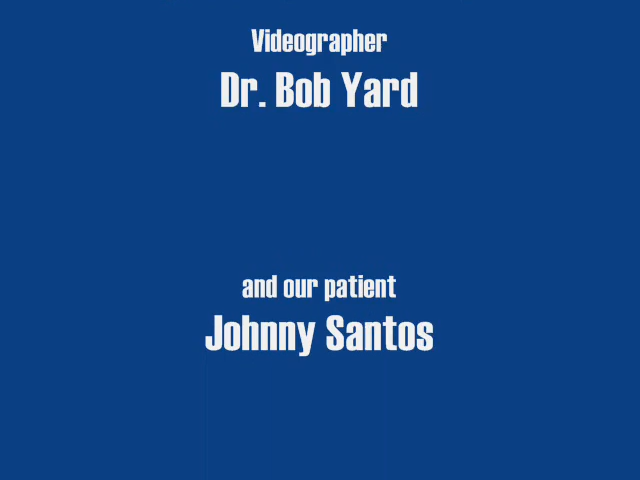 Videographer
Dr. Bob Yard
and our patient
Johnny Santos